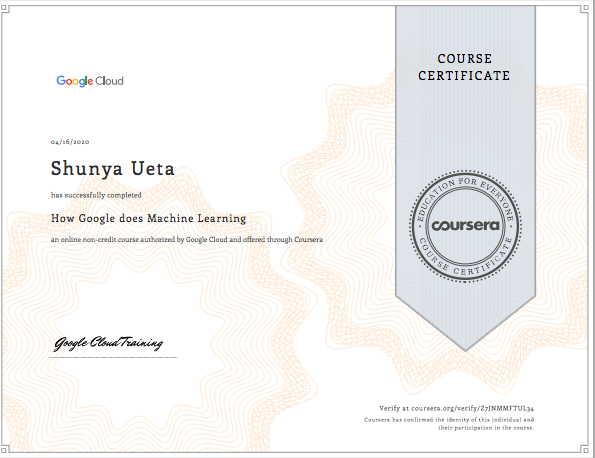 COURSE
CERTIFICATE
Google Cloud
04/16/2020
Shunya Ueta
has successfully completed
How Google does Machine Learning
an online non-credit course authorized by Google Cloud and offered through Coursera
EDUCATION FOR EVERYONE
coursera
COURSE CERTIFICATE
Google Cloud Training
Verify at coursera.org/verify/Z7JNMMFTUL34
Coursera has confirmed the identity of this individual and
their participation in the course.